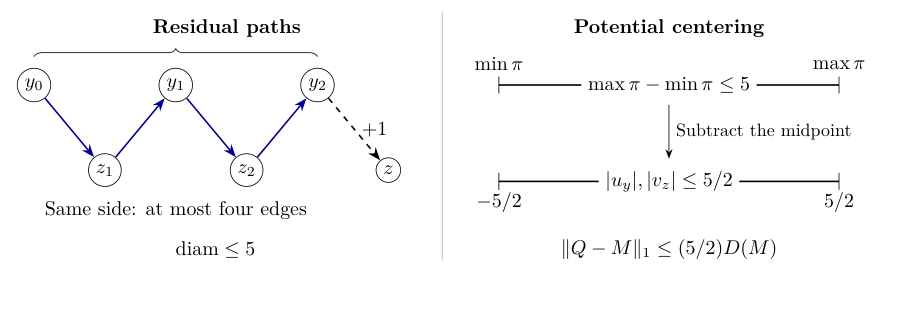 Residual paths
y₀ y₁ y₂
+1
z₁ z₂ z
Same side: at most four edges
diam ≤ 5
Potential centering
min π max π
max π − min π ≤ 5
Subtract the midpoint
|u_y|, |v_z| ≤ 5/2
−5/2 5/2
‖Q − M‖₁ ≤ (5/2)D(M)